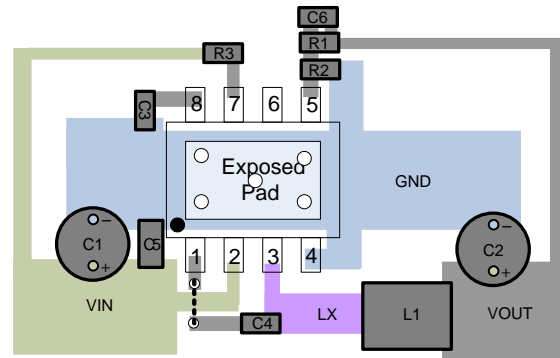 C6
R1
R3
R2
C3
8 7 6 5
Exposed
Pad
GND
C1
-
+
C5
C2
-
+
1 2 3 4
VIN
C4
LX
L1
VOUT